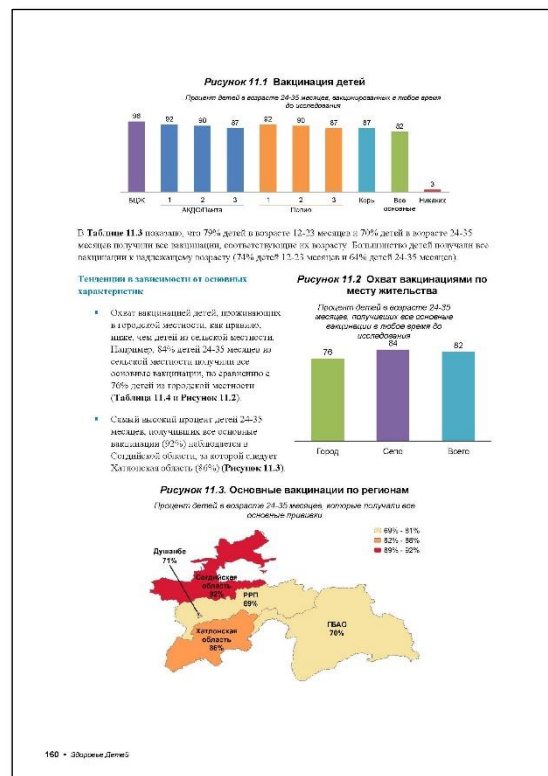 Рисунок 11.1 Вакцинация детей
Процент детей в возрасте 24-35 месяцев, вакцинированных в любое время
до исследования
96 92 90 87 92 90 87 87 82
БЦЖ 1 2 3 1 2 3 Корь Все основные Никаких
АКДС/Пента Полио
В Таблице 11.3 показано, что 79% детей в возрасте 12-23 месяцев и 70% детей в возрасте 24-35
месяцев получили все вакцинации, соответствующие их возрасту. Большинство детей получали все
вакцинации к надлежащему возрасту (74% детей 12-23 месяцев и 64% детей 24-35 месяцев).
Тенденции в зависимости от основных
характеристик
▪ Охват вакцинацией детей, проживающих
в городской местности, как правило,
ниже, чем детей из сельской местности.
Например, 84% детей 24-35 месяцев из
сельской местности получили все
основные вакцинации, по сравнению с
76% детей из городской местности
(Таблица 11.4 и Рисунок 11.2).
▪ Самый высокий процент детей 24-35
месяцев, получивших все основные
вакцинации (92%) наблюдается в
Согдийской области, за которой следует
Хатлонская область (86%) (Рисунок 11.3).
Рисунок 11.2 Охват вакцинациями по
месту жительства
Процент детей в возрасте 24-35
месяцев, получивших все основные
вакцинации в любое время до
исследования
76 84 82
Город Село Всего
Рисунок 11.3. Основные вакцинации по регионам
Процент детей в возрасте 24-35 месяцев, которые получали все
основные прививки
69% - 81%
82% - 88%
89% - 92%
Душанбе
71%
Согдийская
область
92%
РРП
69%
Хатлонская
область
86%
ГБАО
78%
160 • Здоровье Детей